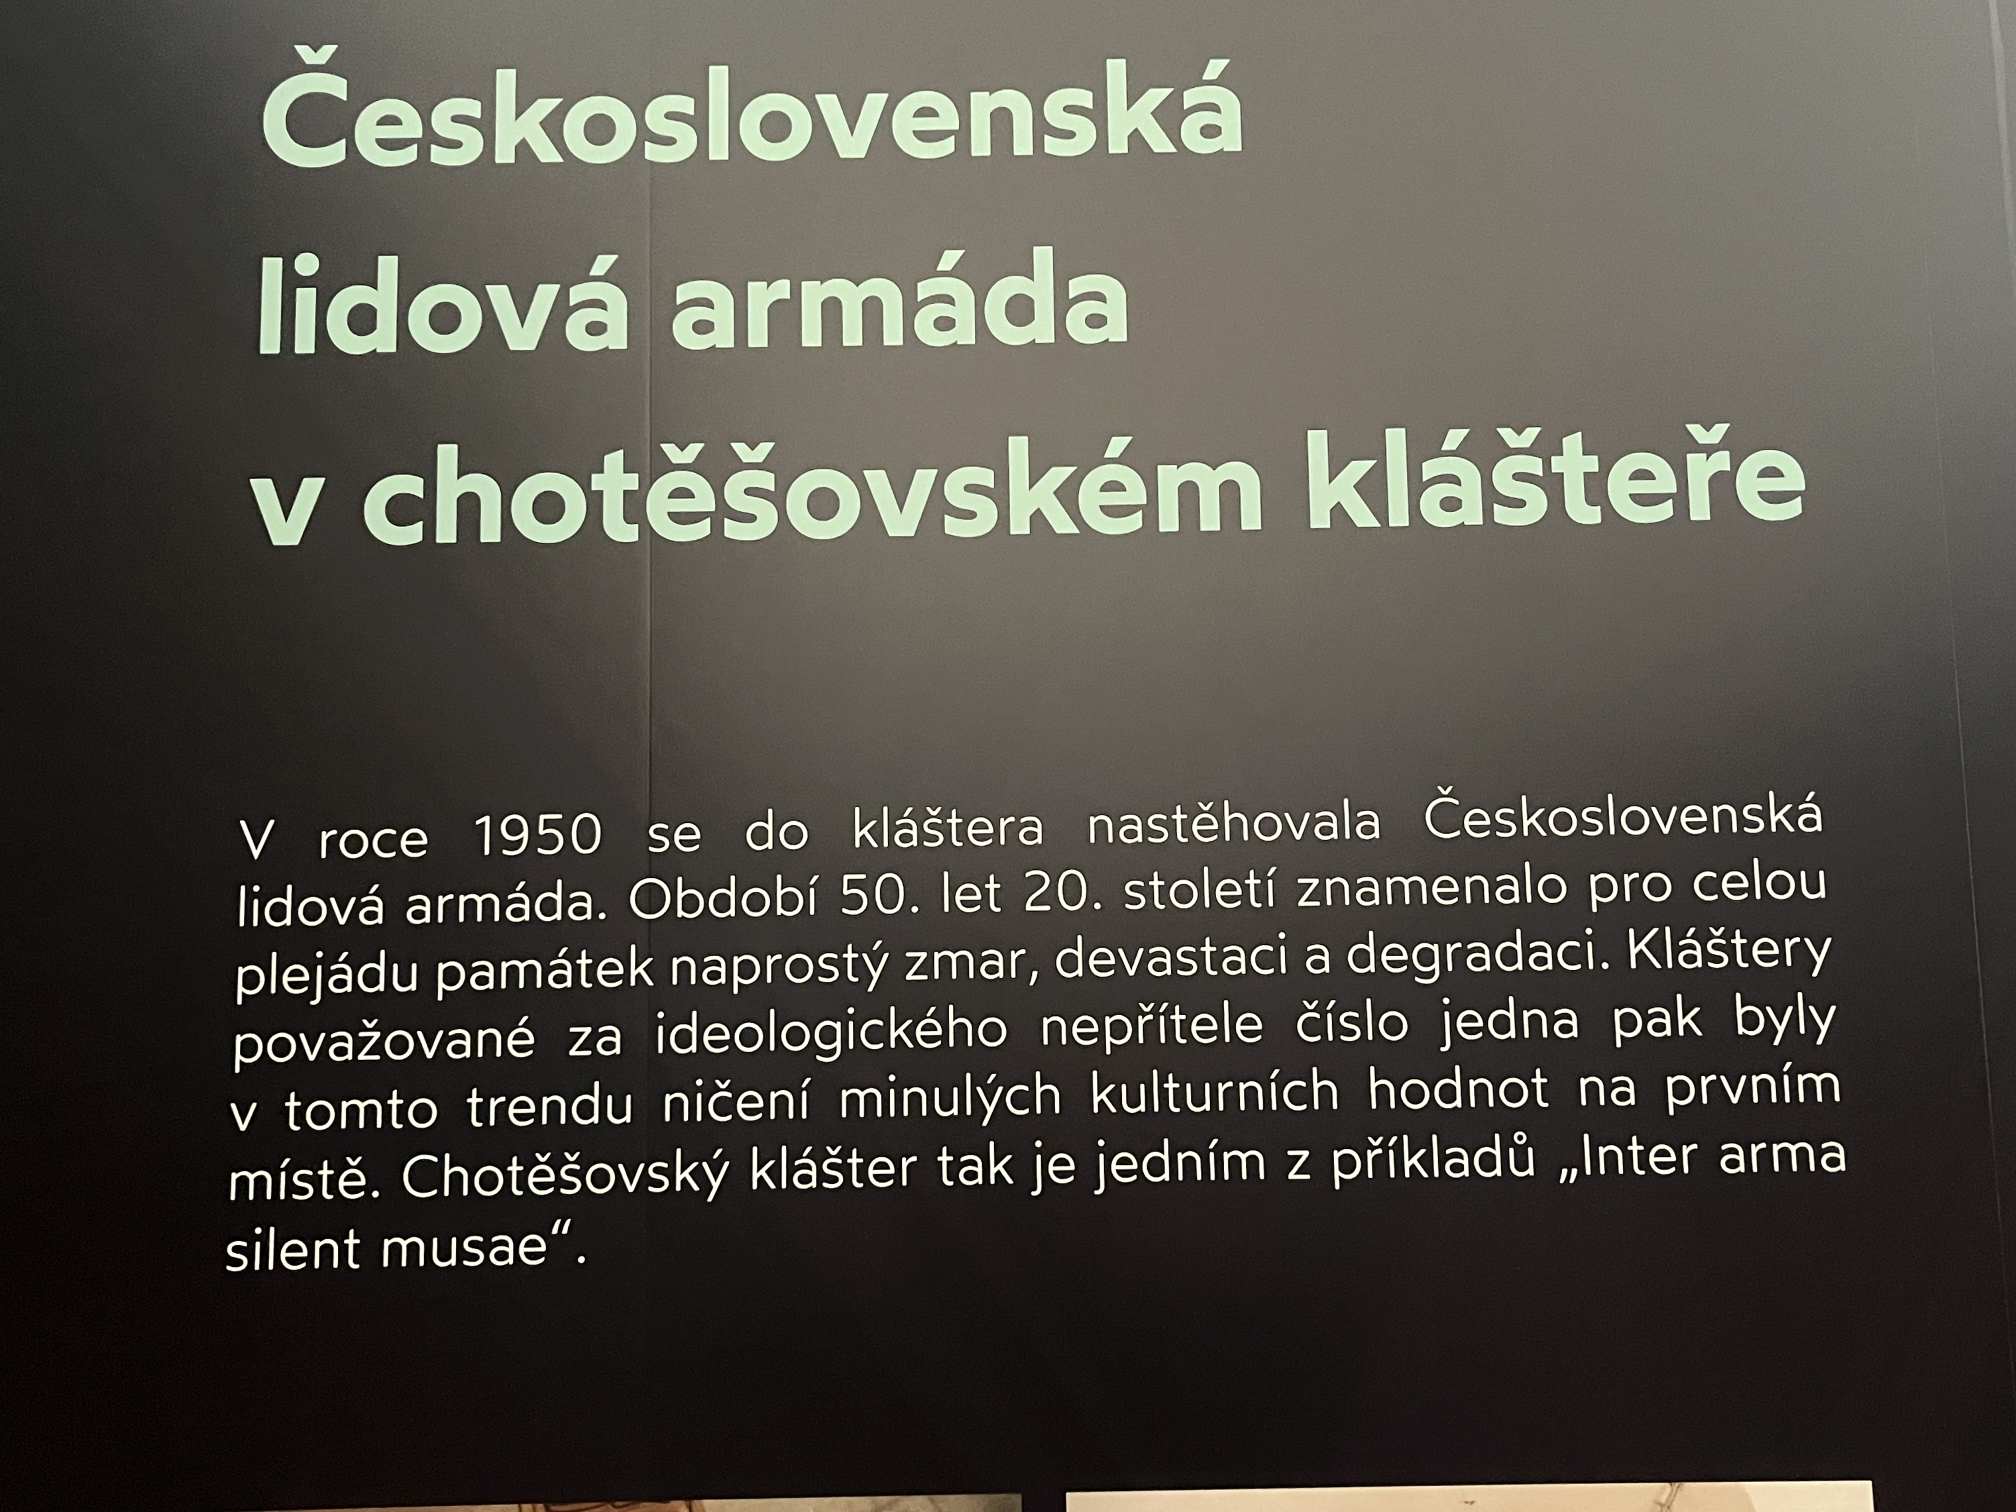 Československá
lidová armáda
v chotěšovském klášteře
V roce 1950 se do kláštera nastěhovala Československá
lidová armáda. Období 50. let 20. století znamenalo pro celou
plejádu památek naprostý zmar, devastaci a degradaci. Kláštery
považované za ideologického nepřítele číslo jedna pak byly
v tomto trendu ničení minulých kulturních hodnot na prvním
místě. Chotěšovský klášter tak je jedním z příkladů „Inter arma
silent musae“.